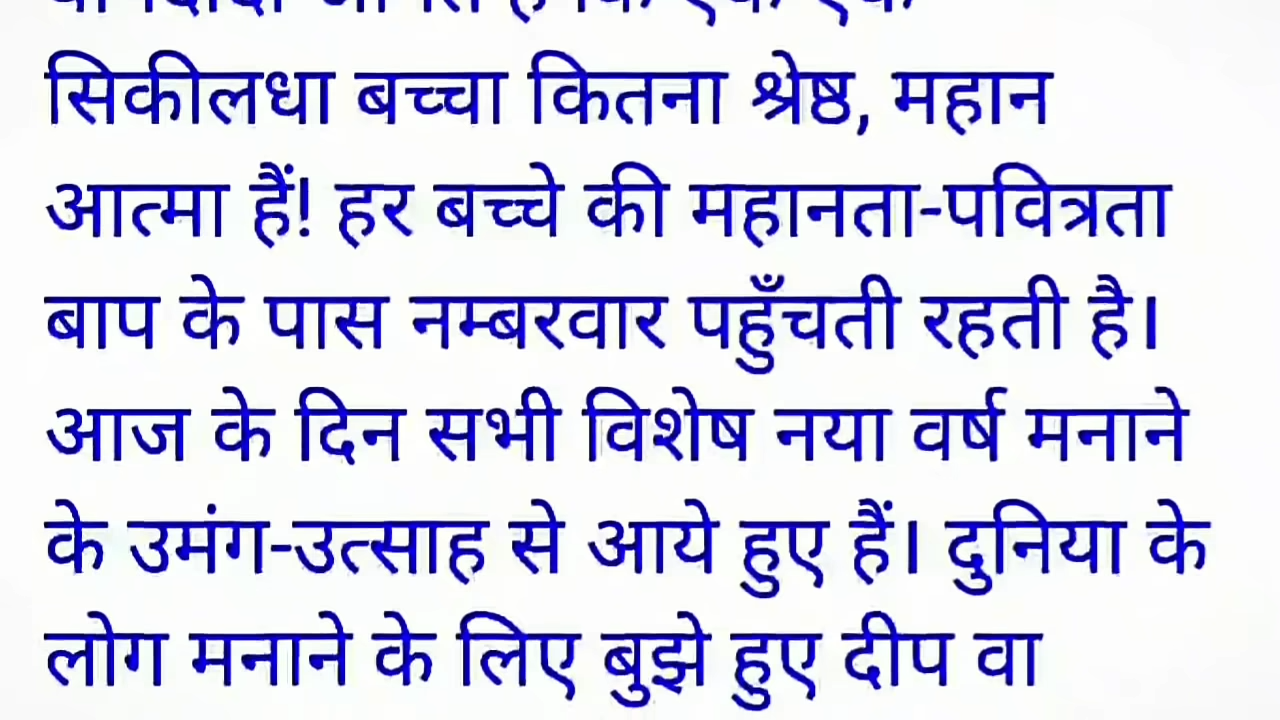 सिकीलधा बच्चा कितना श्रेष्ठ, महान
आत्मा हैं! हर बच्चे की महानता-पवित्रता
बाप के पास नम्बरवार पहुँचती रहती है।
आज के दिन सभी विशेष नया वर्ष मनाने
के उमंग-उत्साह से आये हुए हैं। दुनिया के
लोग मनाने के लिए बुझे हुए दीप वा